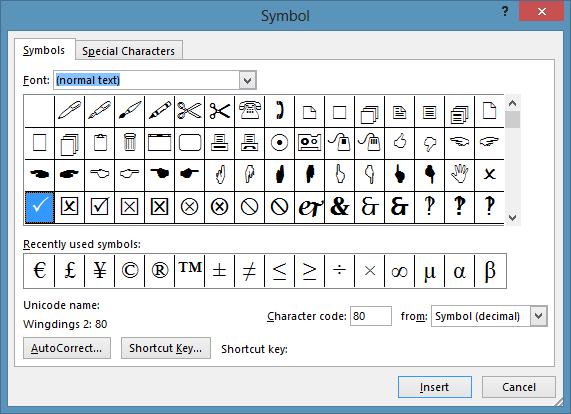 Symbol
?
Symbols Special Characters
Font: (normal text)
Recently used symbols:
€ £ ¥ © ® ™ ± ≠ ≤ ≥ ÷ × ∞ μ α β
Unicode name:
Wingdings 2: 80
Character code: 80 from: Symbol (decimal)
AutoCorrect... Shortcut Key... Shortcut key:
Insert Cancel